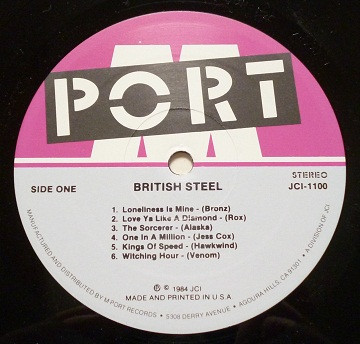 M
PORT
STEREO
SIDE ONE
BRITISH STEEL
JCI-1100
1. Loneliness Is Mine - (Bronz)
2. Love Ya Like A Diamond - (Rox)
3. The Sorcerer - (Alaska)
4. One In A Million - (Jess Cox)
5. Kings Of Speed - (Hawkwind)
6. Witching Hour - (Venom)
℗ © 1984 JCI
MADE AND PRINTED IN U.S.A.
MANUFACTURED AND DISTRIBUTED BY M PORT RECORDS • 5308 DERRY AVENUE • AGOURA HILLS, CA 91301 • A DIVISION OF JCI